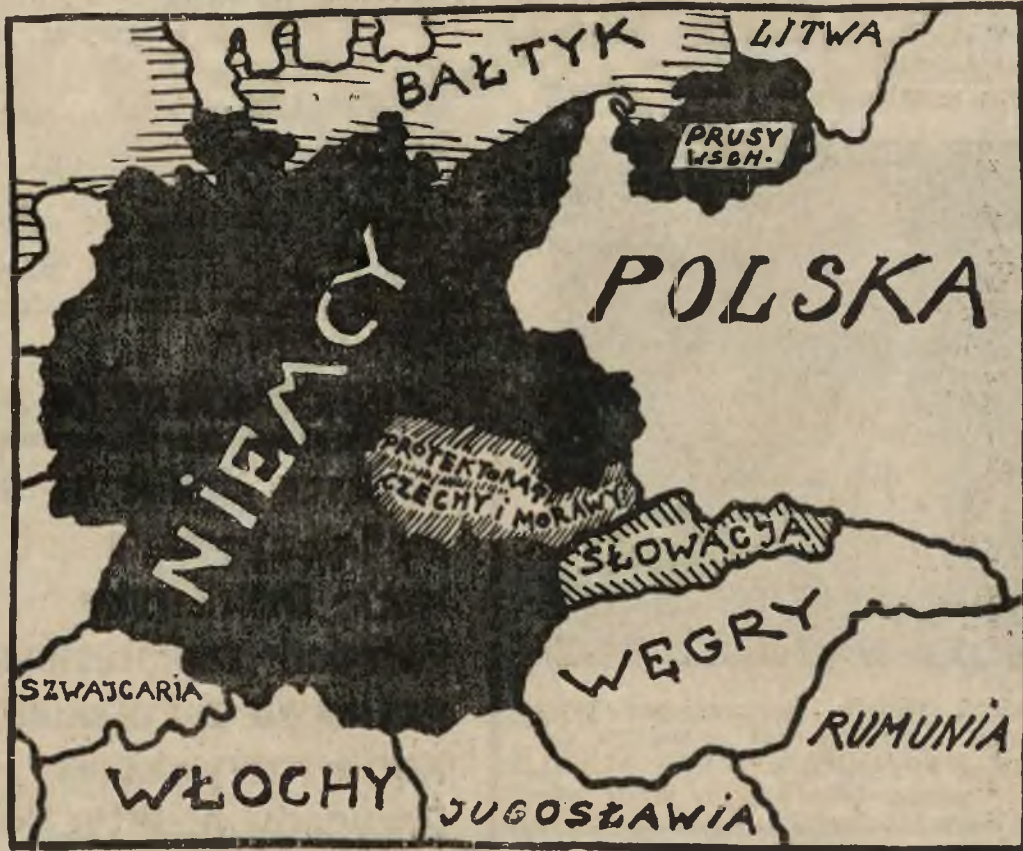 BAŁTYK
LITWA
PRUSY
WSCH.
POLSKA
NiEMCY
PROTEKTORAT
CZECHY i MORAWY
SŁOWACJA
WĘGRY
SZWAJCARiA
RUMUNiA
WŁOCHY
JUGOSŁAWiA